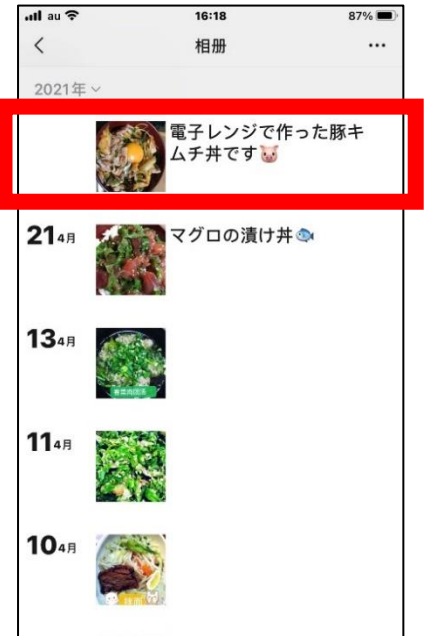 au 16:18 87%
< 相册 ...
2021年
電子レンジで作った豚キ
ムチ丼です🐷
21 4月 マグロの漬け丼🐟
13 4月
11 4月
10 4月